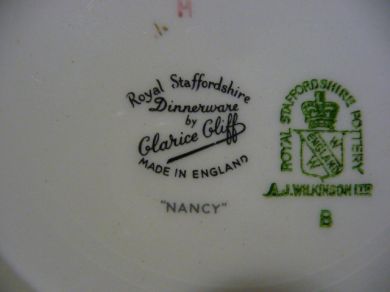 M
Royal Staffordshire
Dinnerware
by
Clarice Cliff
MADE IN ENGLAND
"NANCY"
ROYAL STAFFORDSHIRE POTTERY
ENGLAND
A.J. WILKINSON LTD
B